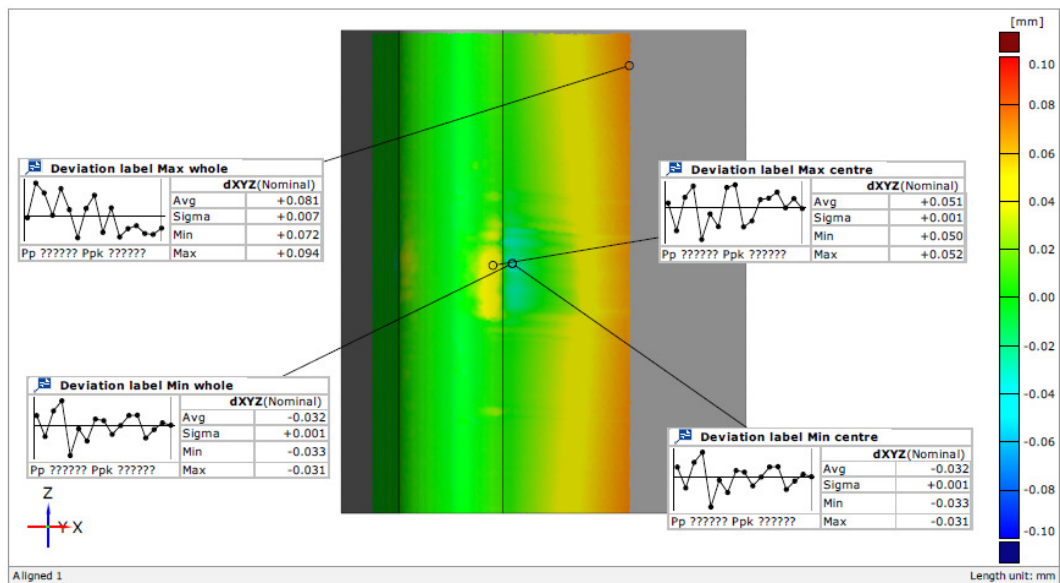 [mm]
0.10
0.08
0.06
0.04
0.02
0.00
-0.02
-0.04
-0.06
-0.08
-0.10
Deviation label Max whole
dXYZ(Nominal)
Avg +0.081
Sigma +0.007
Min +0.072
Max +0.094
Pp ?????? Ppk ??????
Deviation label Max centre
dXYZ(Nominal)
Avg +0.051
Sigma +0.001
Min +0.050
Max +0.052
Pp ?????? Ppk ??????
Deviation label Min whole
dXYZ(Nominal)
Avg -0.032
Sigma +0.001
Min -0.033
Max -0.031
Pp ?????? Ppk ??????
Deviation label Min centre
dXYZ(Nominal)
Avg -0.032
Sigma +0.001
Min -0.033
Max -0.031
Pp ?????? Ppk ??????
Z
Y X
Aligned 1
Length unit: mm